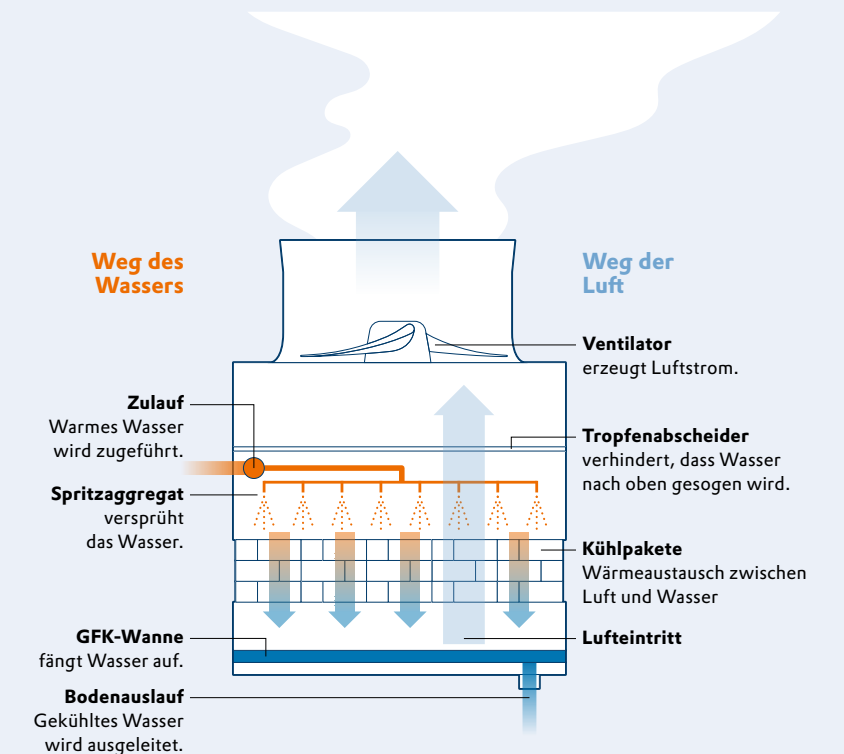 Weg des
Wassers
Zulauf
Warmes Wasser
wird zugeführt.
Spritzaggregat
versprüht
das Wasser.
GFK-Wanne
fängt Wasser auf.
Bodenauslauf
Gekühltes Wasser
wird ausgeleitet.
Weg der
Luft
Ventilator
erzeugt Luftstrom.
Tropfenabscheider
verhindert, dass Wasser
nach oben gesogen wird.
Kühlpakete
Wärmeaustausch zwischen
Luft und Wasser
Lufteintritt